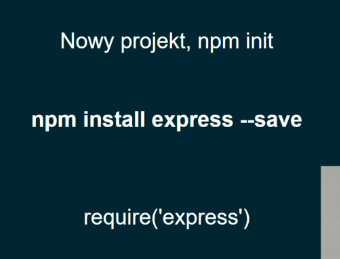 Nowy projekt, npm init
npm install express --save
require('express')